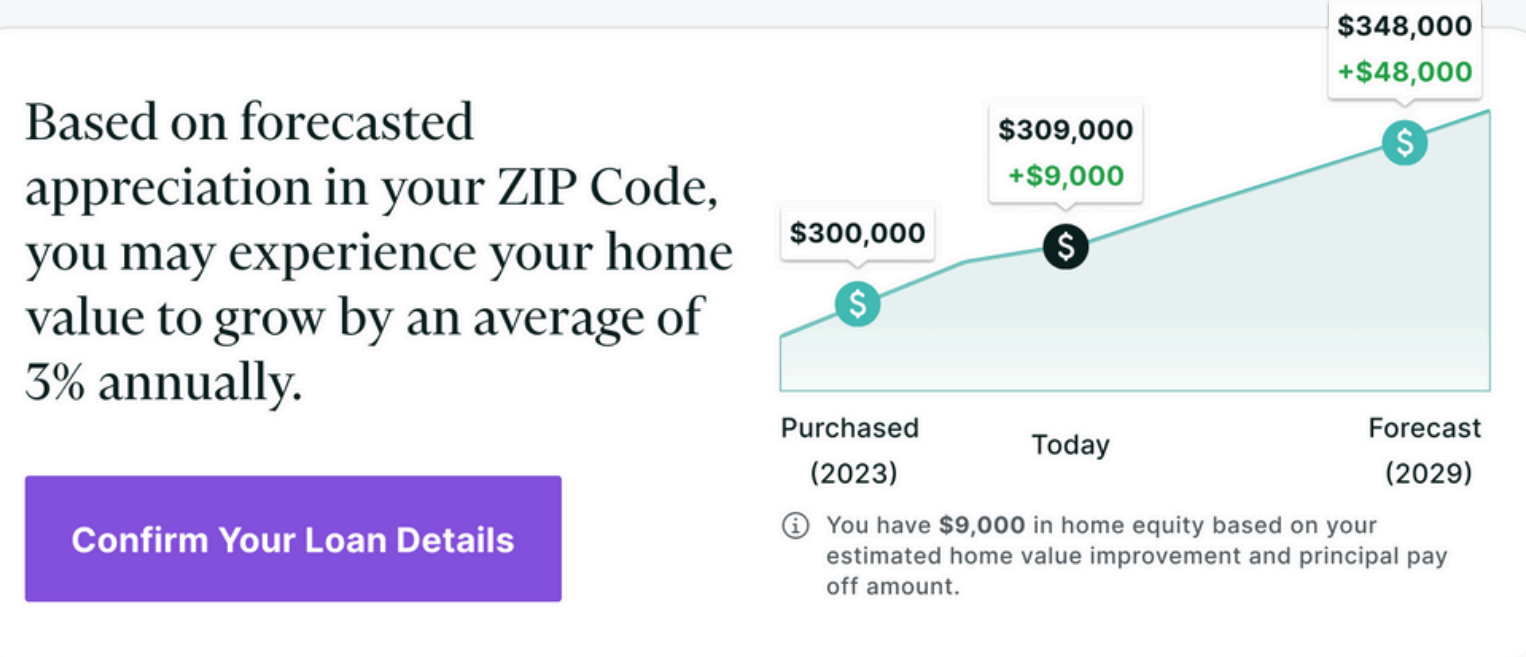 Based on forecasted
appreciation in your ZIP Code,
you may experience your home
value to grow by an average of
3% annually.
Confirm Your Loan Details
$300,000
$309,000
+$9,000
$348,000
+$48,000
Purchased
(2023)
Today
Forecast
(2029)
You have $9,000 in home equity based on your
estimated home value improvement and principal pay
off amount.